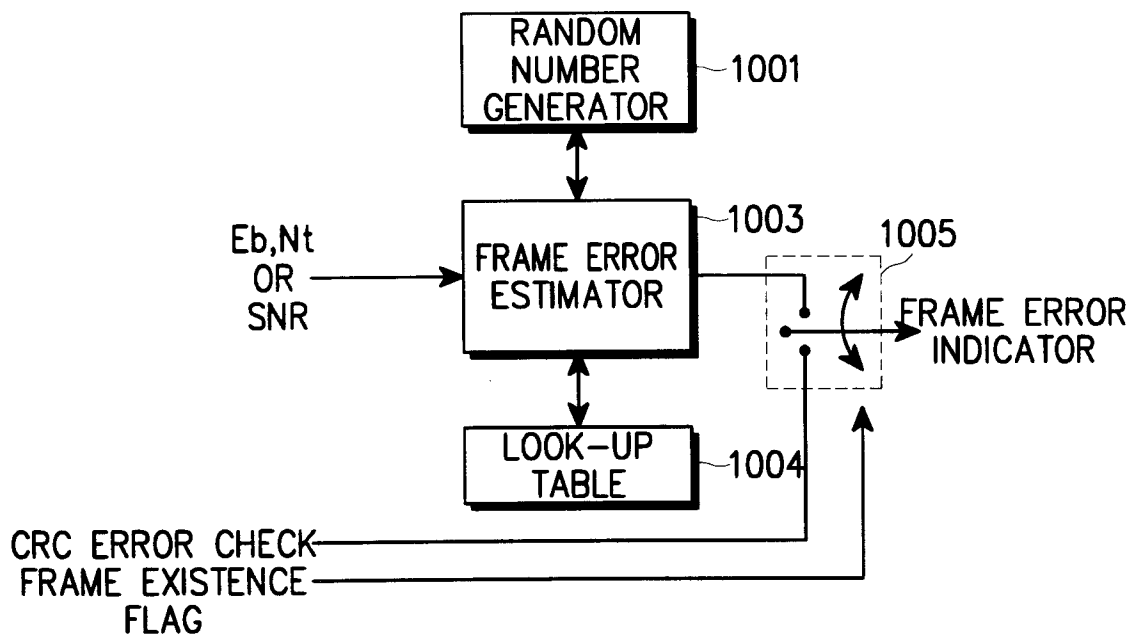 RANDOM
NUMBER
GENERATOR
1001
Eb,Nt
OR
SNR
FRAME ERROR
ESTIMATOR
1003
1005
FRAME ERROR
INDICATOR
LOOK-UP
TABLE
1004
CRC ERROR CHECK
FRAME EXISTENCE
FLAG